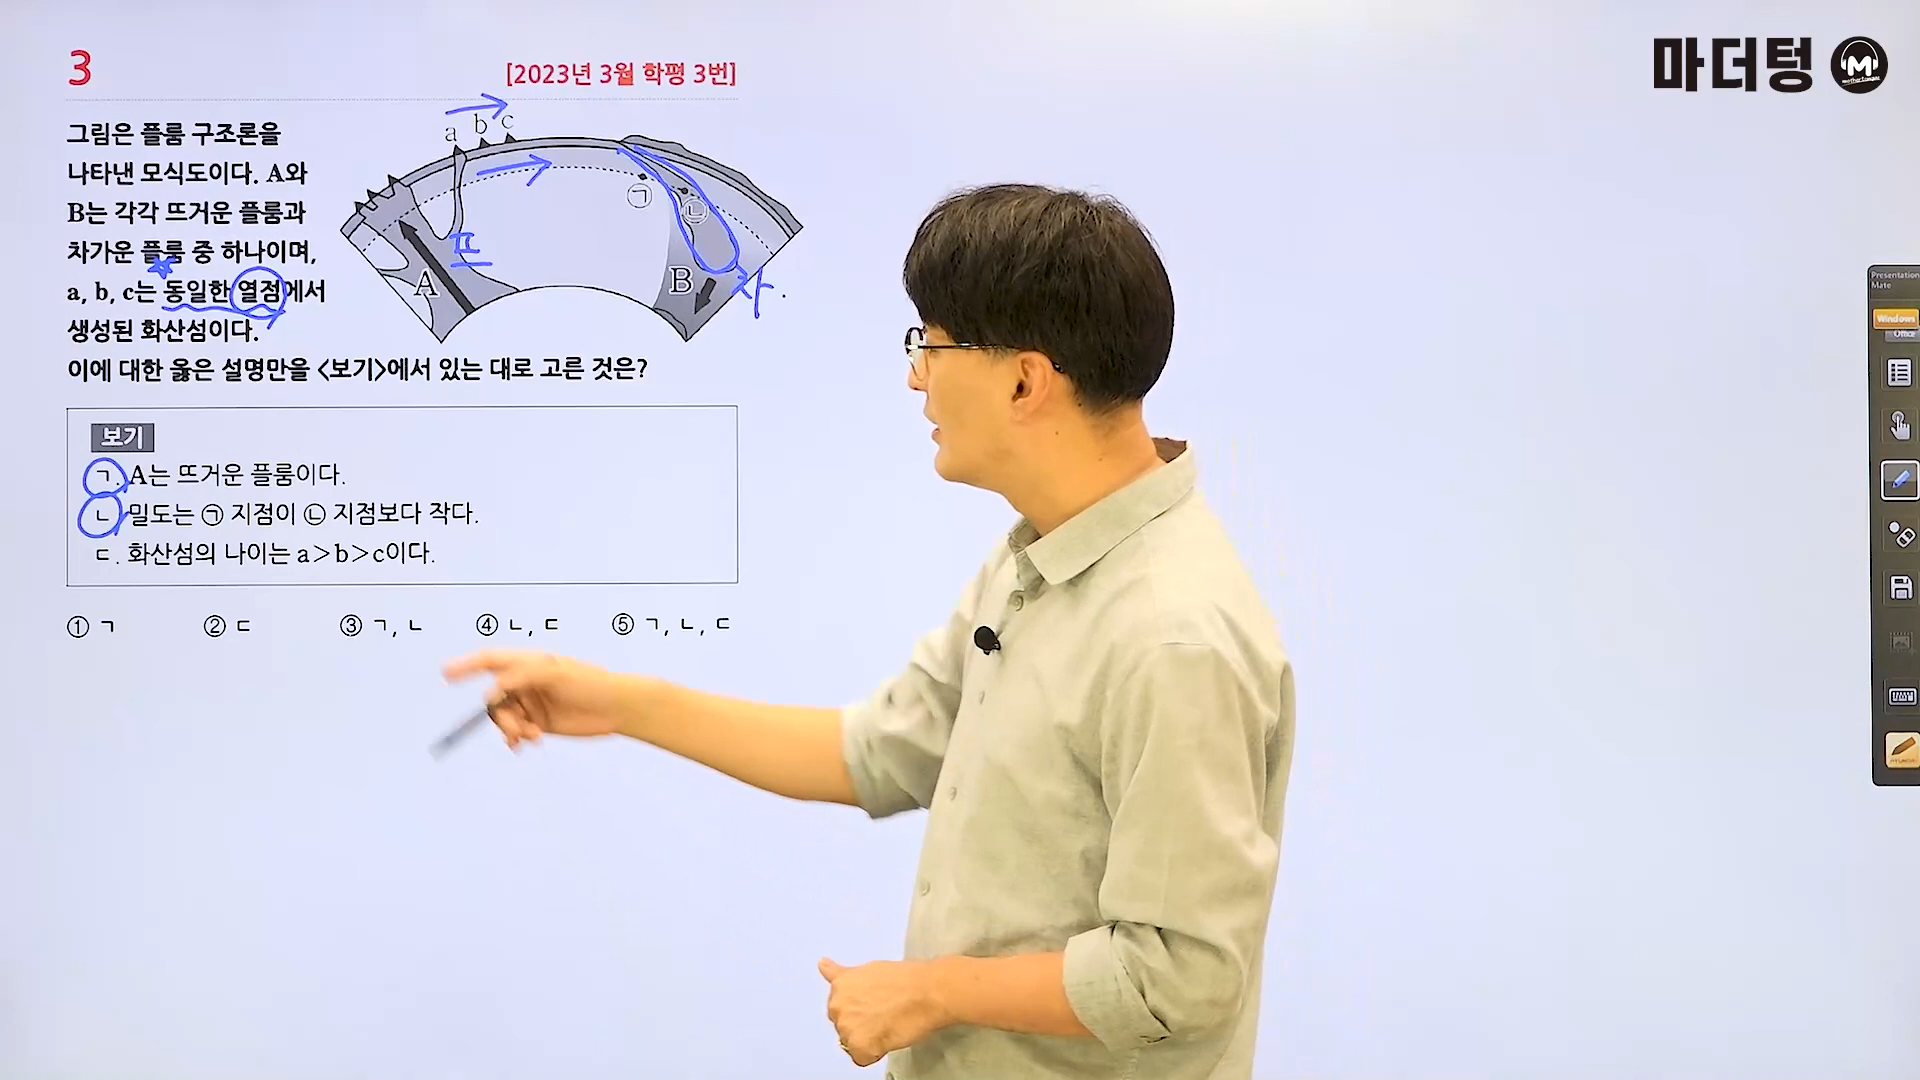 3
[2023년 3월 학평 3번]
마더텅
그림은 플룸 구조론을
나타낸 모식도이다. A와
B는 각각 뜨거운 플룸과
차가운 플룸 중 하나이며,
a, b, c는 동일한 열점에서
생성된 화산섬이다.
이에 대한 옳은 설명만을 <보기>에서 있는 대로 고른 것은?
a b c
㉠
㉡
A
프
B
차.
보기
ㄱ. A는 뜨거운 플룸이다.
ㄴ. 밀도는 ㉠ 지점이 ㉡ 지점보다 작다.
ㄷ. 화산섬의 나이는 a>b>c이다.
① ㄱ ② ㄷ ③ ㄱ, ㄴ ④ ㄴ, ㄷ ⑤ ㄱ, ㄴ, ㄷ
Presentation
Mate
Windows
Office